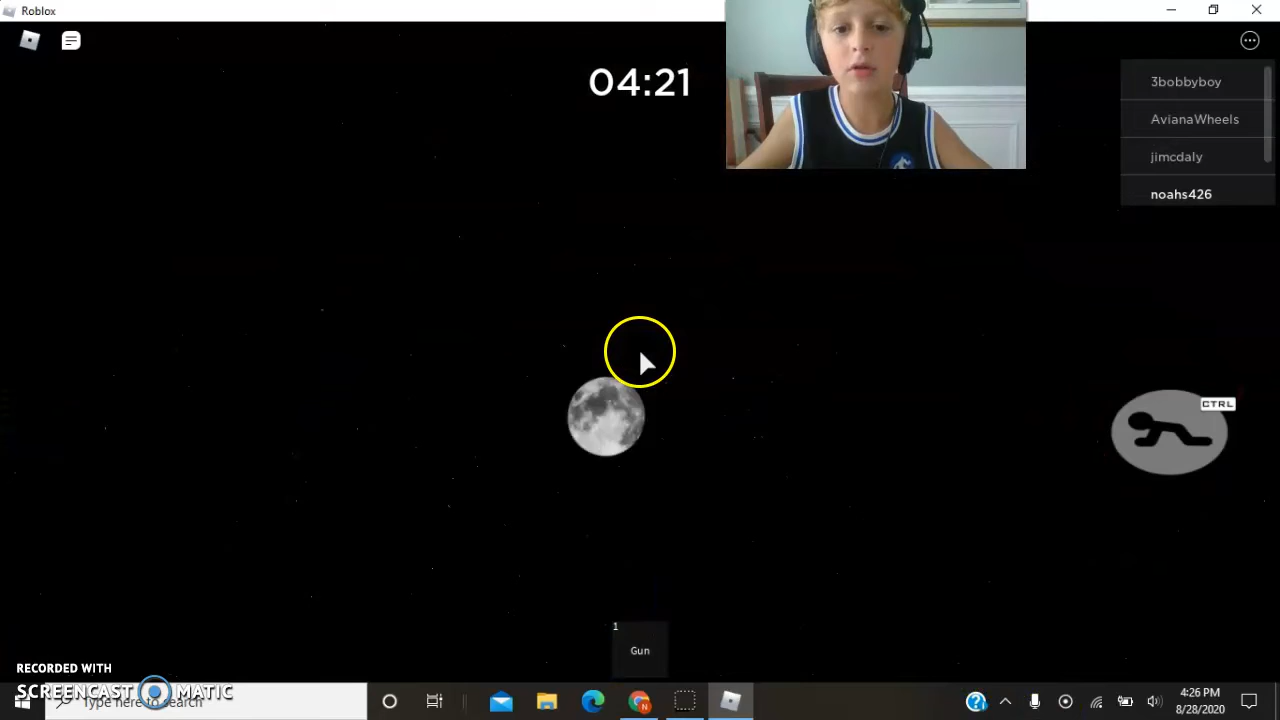 Roblox
04:21
3bobbyboy
AvianaWheels
jimcdaly
noahs426
CTRL
1
Gun
RECORDED WITH
SCREENCAST MATIC
Type here to search
4:26 PM
8/28/2020